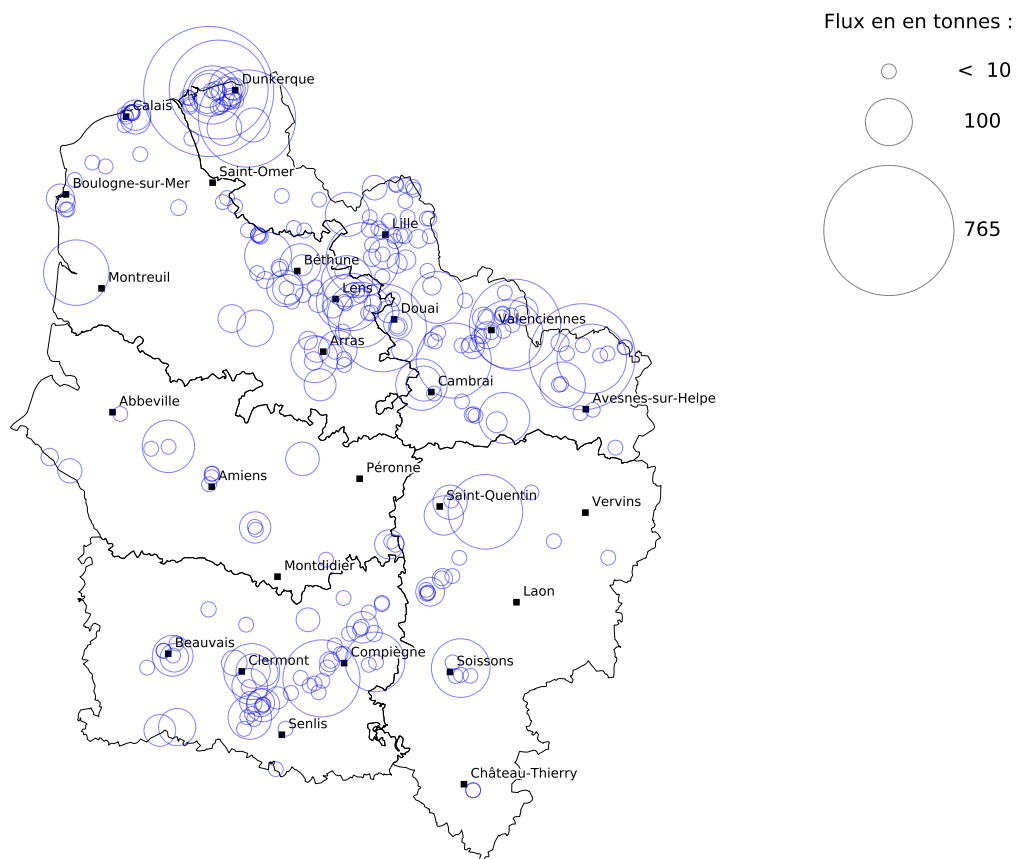 Flux en en tonnes :
< 10
100
765
Dunkerque
Calais
Saint-Omer
Boulogne-sur-Mer
Lille
Béthune
Montreuil
Lens
Douai
Valenciennes
Arras
Cambrai
Avesnes-sur-Helpe
Abbeville
Péronne
Amiens
Saint-Quentin
Vervins
Montdidier
Laon
Beauvais
Compiègne
Clermont
Soissons
Senlis
Château-Thierry